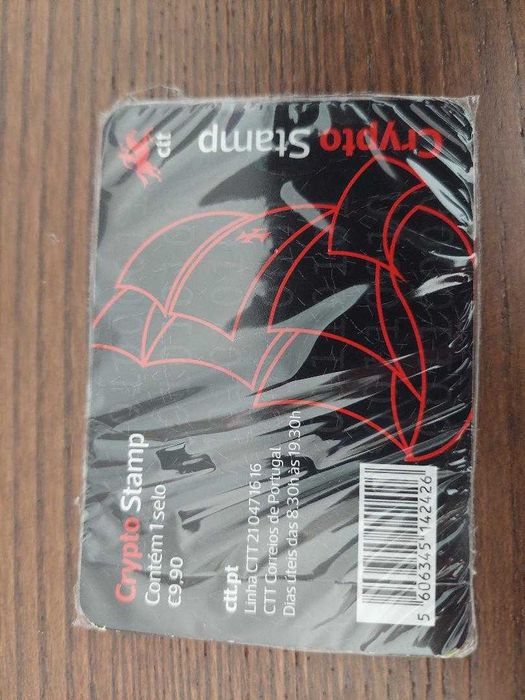 ctt
Crypto Stamp
Crypto Stamp
Contém 1 selo
€9,90
ctt.pt
Linha CTT 210 471 616
CTT Correios de Portugal
Dias úteis das 8.30h às 19.30h
5 606345 142426